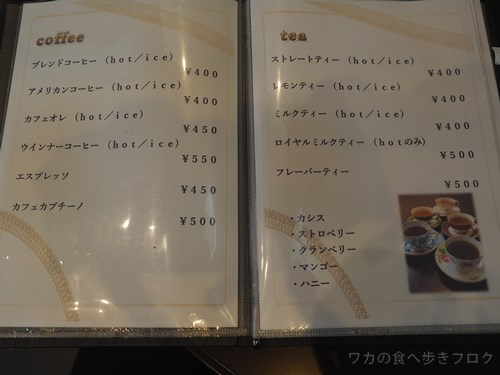 coffee
ブレンドコーヒー（hot／ice）
￥400
アメリカンコーヒー（hot／ice）
￥400
カフェオレ（hot／ice）
￥450
ウインナーコーヒー（hot／ice）
￥550
エスプレッソ
￥450
カフェカプチーノ
￥500
tea
ストレートティー（hot／ice）
￥400
レモンティー（hot／ice）
￥400
ミルクティー（hot／ice）
￥400
ロイヤルミルクティー（hotのみ）
￥500
フレーバーティー
￥500
・カシス
・ストロベリー
・クランベリー
・マンゴー
・ハニー
ワカの食べ歩きブログ